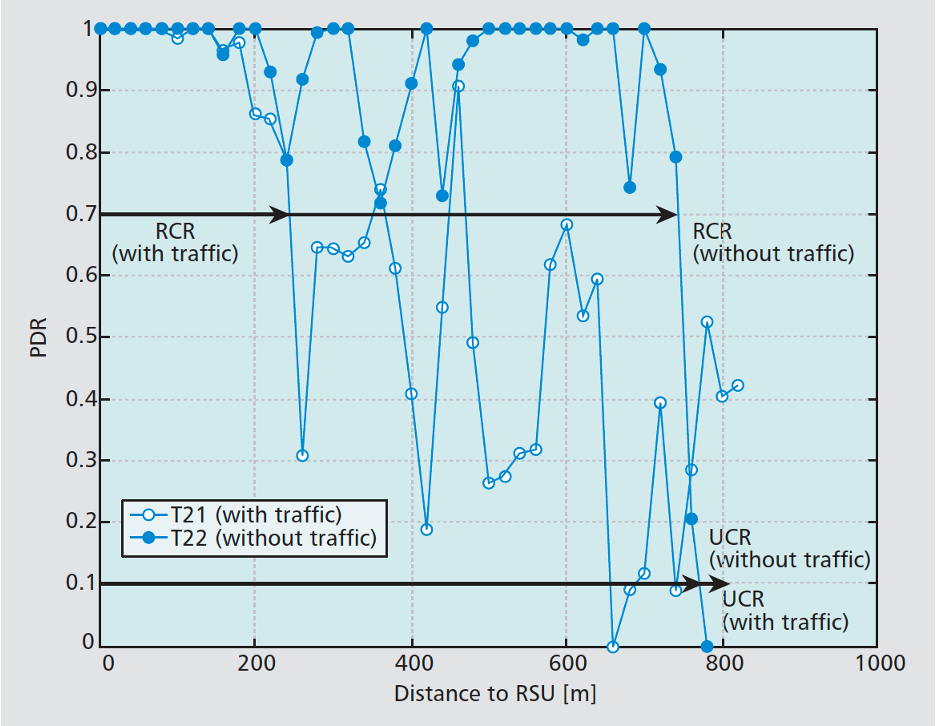 1
0.9
0.8
0.7
0.6
0.5
0.4
0.3
0.2
0.1
0
PDR
RCR
(with traffic)
RCR
(without traffic)
T21 (with traffic)
T22 (without traffic)
UCR
(without traffic)
UCR
(with traffic)
0
200
400
600
800
1000
Distance to RSU [m]